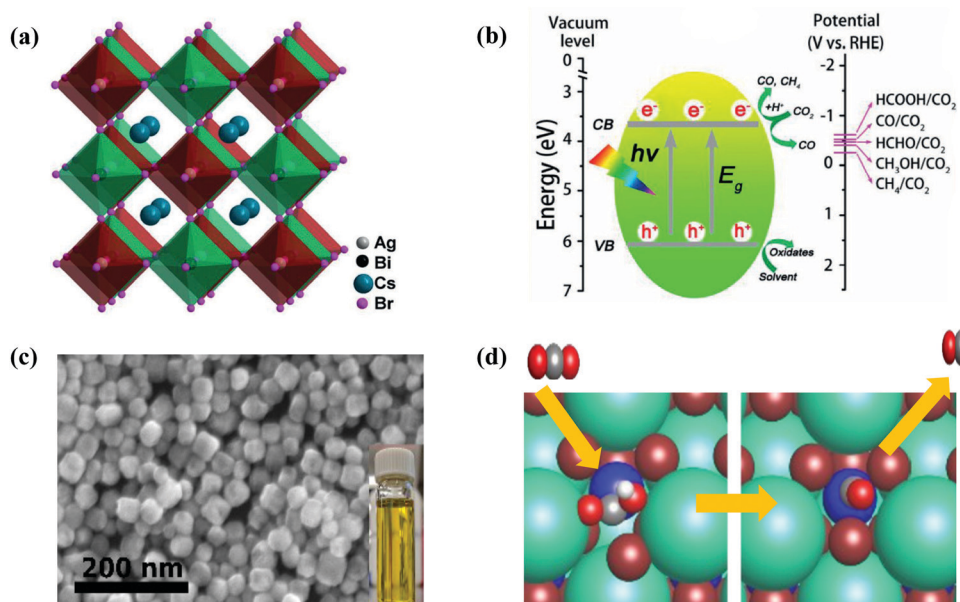 (a)
Ag
Bi
Cs
Br
(b)
Vacuum
level
Potential
(V vs. RHE)
Energy (eV)
0
3
4
5
6
7
CB
VB
e⁻ e⁻ e⁻
hv
E_g
h⁺ h⁺ h⁺
CO, CH₄
+H⁺
CO₂
CO
Oxidates
Solvent
-2
-1
0
1
2
HCOOH/CO₂
CO/CO₂
HCHO/CO₂
CH₃OH/CO₂
CH₄/CO₂
(c)
200 nm
(d)